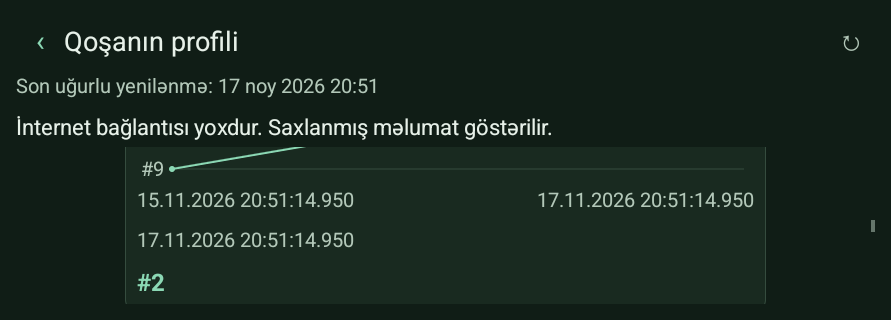 Qoşanın profili
Son uğurlu yenilənmə: 17 noy 2026 20:51
İnternet bağlantısı yoxdur. Saxlanmış məlumat göstərilir.
#9
15.11.2026 20:51:14.950 17.11.2026 20:51:14.950
17.11.2026 20:51:14.950
#2